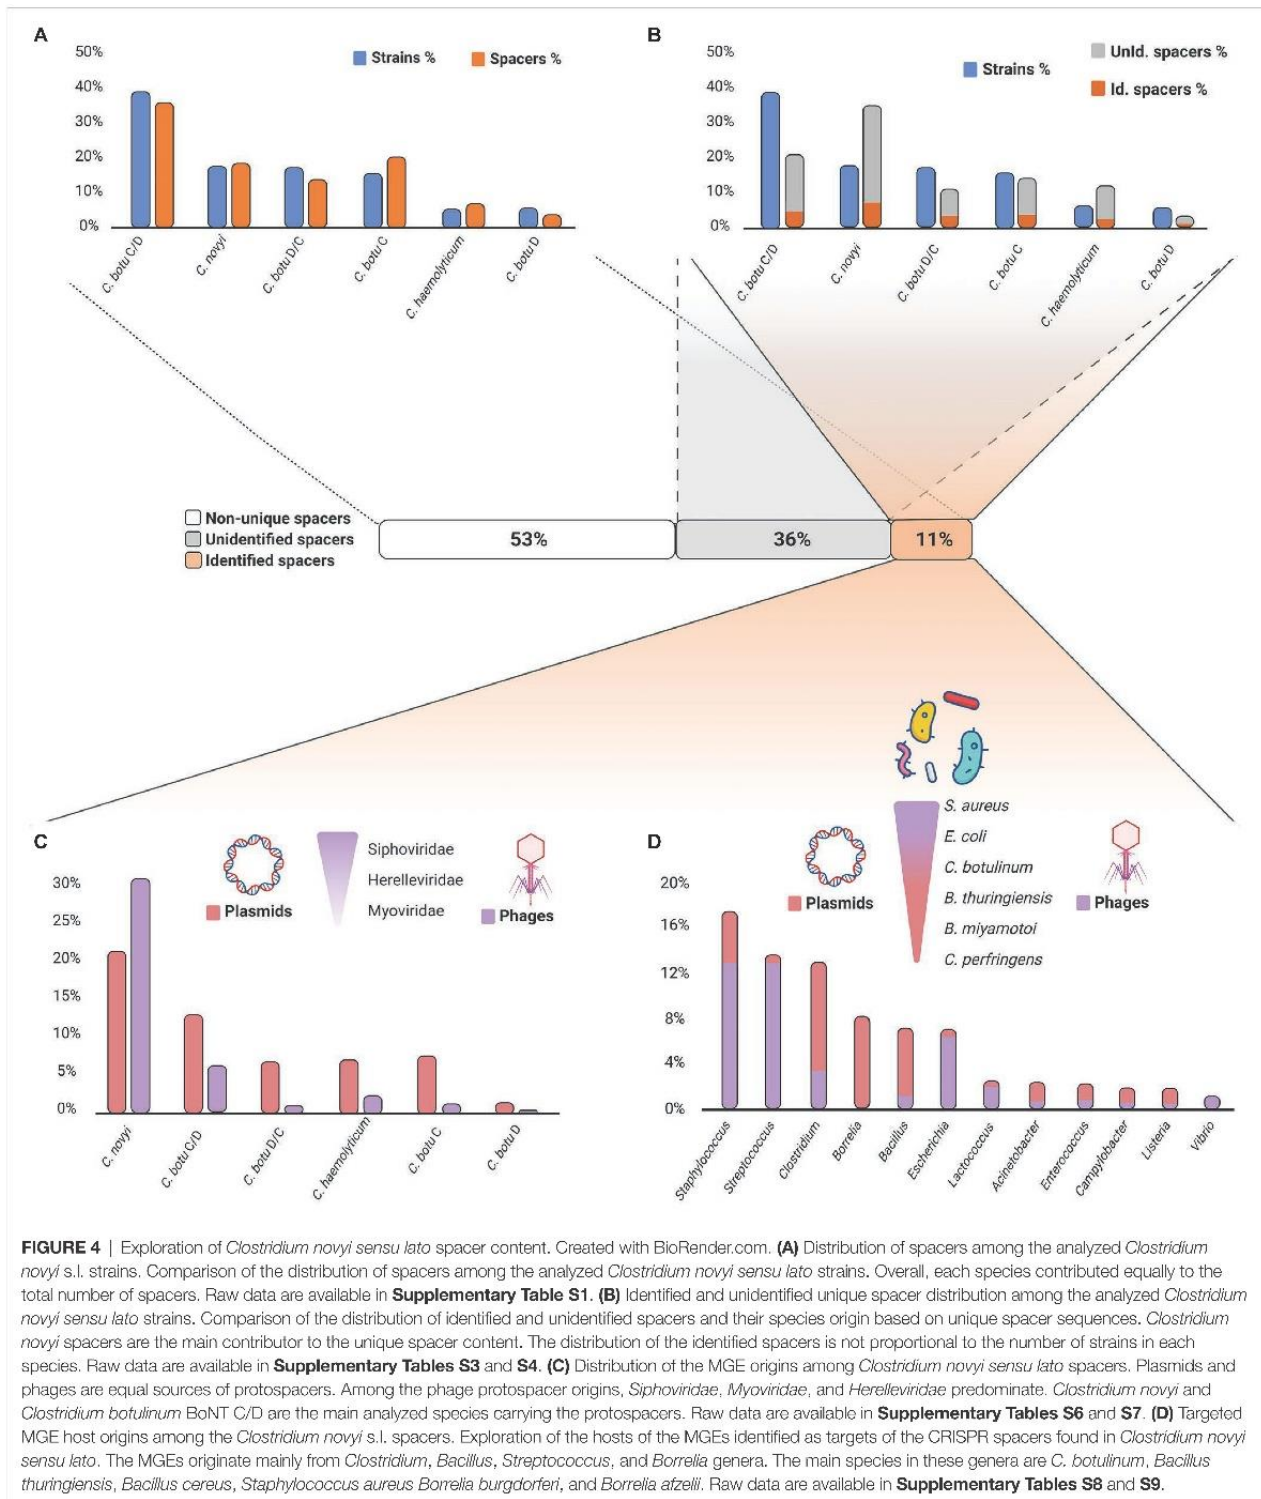 A
50%
40%
30%
20%
10%
0%
Strains %
Spacers %
C. botu C/D
C. novyi
C. botu D/C
C. botu C
C. haemolyticum
C. botu D
B
50%
40%
30%
20%
10%
0%
Strains %
UnId. spacers %
Id. spacers %
C. botu C/D
C. novyi
C. botu D/C
C. botu C
C. haemolyticum
C. botu D
Non-unique spacers
Unidentified spacers
Identified spacers
53%
36%
11%
C
30%
25%
20%
15%
10%
5%
0%
Plasmids
Siphoviridae
Herelleviridae
Myoviridae
Phages
C. novyi
C. botu C/D
C. botu D/C
C. haemolyticum
C. botu C
C. botu D
D
20%
16%
12%
8%
4%
0%
Plasmids
S. aureus
E. coli
C. botulinum
B. thuringiensis
B. miyamotoi
C. perfringens
Phages
Staphylococcus
Streptococcus
Clostridium
Borrelia
Bacillus
Escherichia
Lactococcus
Acinetobacter
Enterococcus
Campylobacter
Listeria
Vibrio
FIGURE 4 | Exploration of Clostridium novyi sensu lato spacer content. Created with BioRender.com. (A) Distribution of spacers among the analyzed Clostridium
novyi s.l. strains. Comparison of the distribution of spacers among the analyzed Clostridium novyi sensu lato strains. Overall, each species contributed equally to the
total number of spacers. Raw data are available in Supplementary Table S1. (B) Identified and unidentified unique spacer distribution among the analyzed Clostridium
novyi sensu lato strains. Comparison of the distribution of identified and unidentified spacers and their species origin based on unique spacer sequences. Clostridium
novyi spacers are the main contributor to the unique spacer content. The distribution of the identified spacers is not proportional to the number of strains in each
species. Raw data are available in Supplementary Tables S3 and S4. (C) Distribution of the MGE origins among Clostridium novyi sensu lato spacers. Plasmids and
phages are equal sources of protospacers. Among the phage protospacer origins, Siphoviridae, Myoviridae, and Herelleviridae predominate. Clostridium novyi and
Clostridium botulinum BoNT C/D are the main analyzed species carrying the protospacers. Raw data are available in Supplementary Tables S6 and S7. (D) Targeted
MGE host origins among the Clostridium novyi s.l. spacers. Exploration of the hosts of the MGEs identified as targets of the CRISPR spacers found in Clostridium novyi
sensu lato. The MGEs originate mainly from Clostridium, Bacillus, Streptococcus, and Borrelia genera. The main species in these genera are C. botulinum, Bacillus
thuringiensis, Bacillus cereus, Staphylococcus aureus Borrelia burgdorferi, and Borrelia afzelii. Raw data are available in Supplementary Tables S8 and S9.